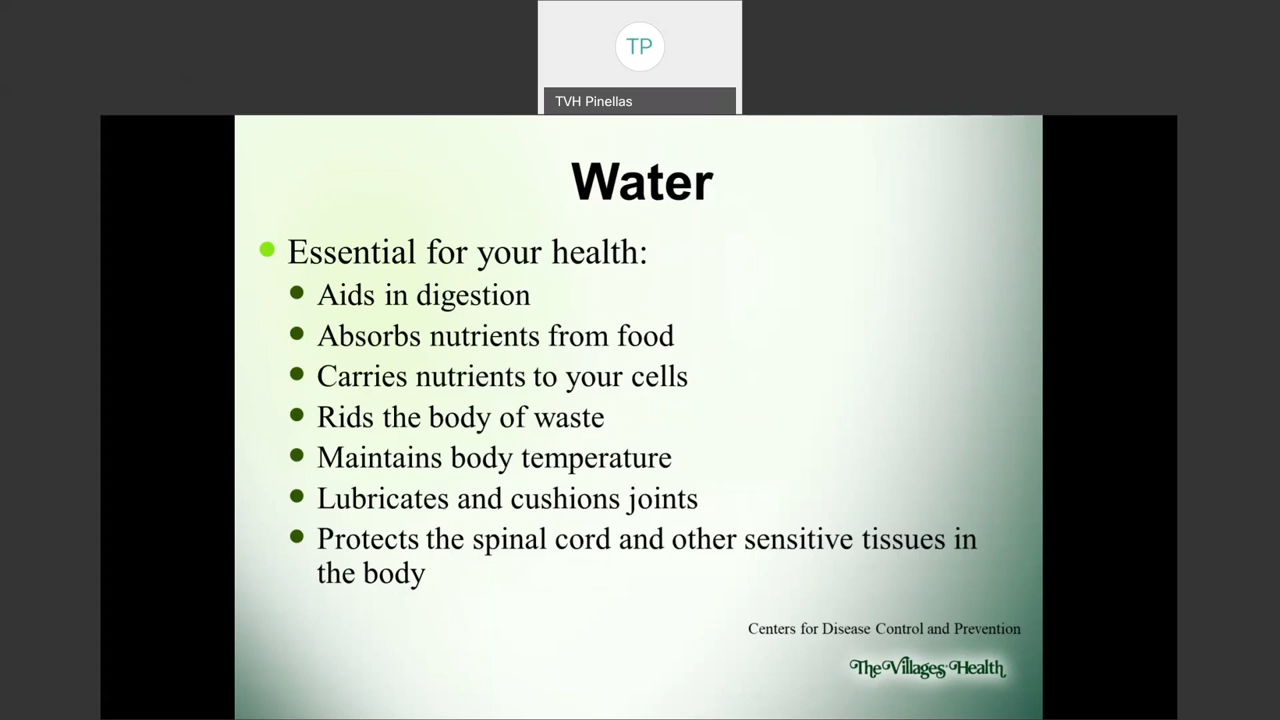 TP
TVH Pinellas
Water
Essential for your health:
Aids in digestion
Absorbs nutrients from food
Carries nutrients to your cells
Rids the body of waste
Maintains body temperature
Lubricates and cushions joints
Protects the spinal cord and other sensitive tissues in
the body
Centers for Disease Control and Prevention
The Villages Health